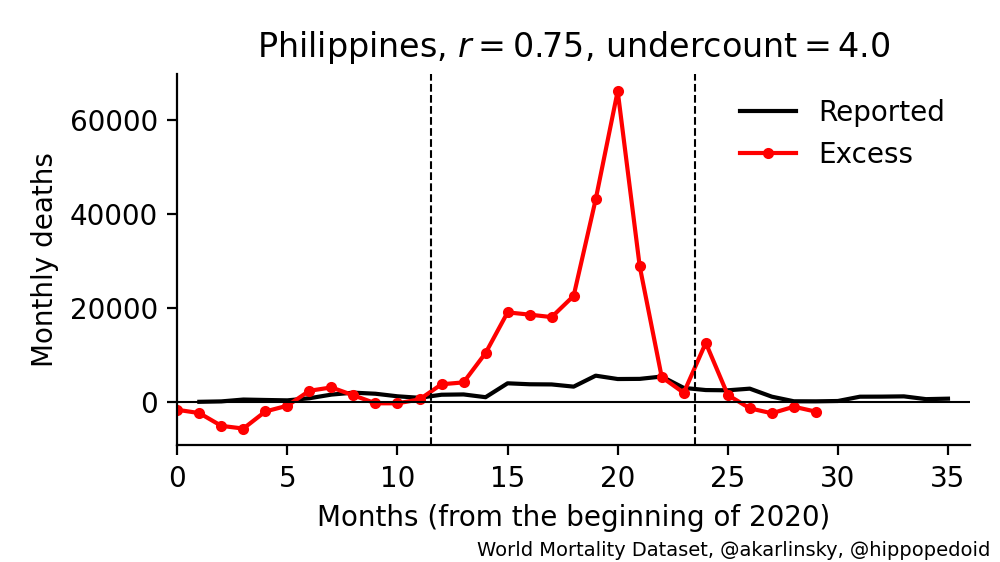 Philippines, r = 0.75, undercount = 4.0
Reported
Excess
60000
40000
20000
0
Monthly deaths
0 5 10 15 20 25 30 35
Months (from the beginning of 2020)
World Mortality Dataset, @akarlinsky, @hippopedoid